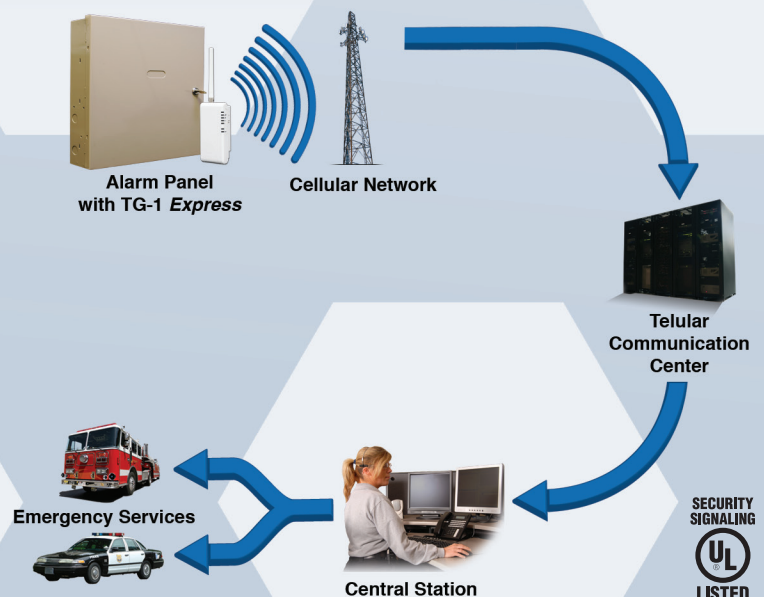 Alarm Panel
with TG-1 Express
Cellular Network
Telular
Communication
Center
Emergency Services
Central Station
SECURITY
SIGNALING
UL
®
LISTED